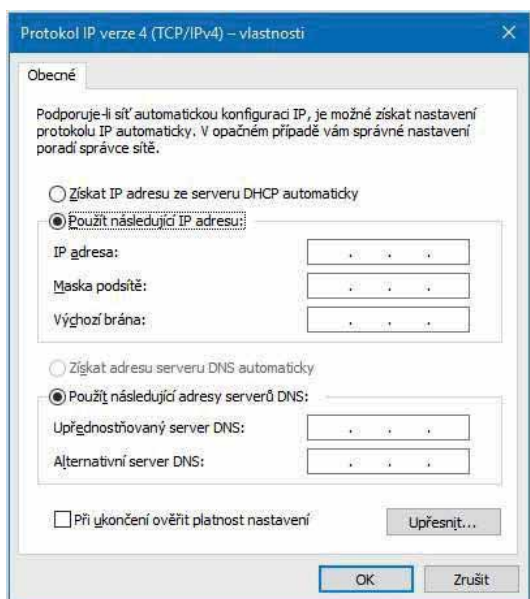 Protokol IP verze 4 (TCP/IPv4) – vlastnosti
Obecné
Podporuje-li síť automatickou konfiguraci IP, je možné získat nastavení
protokolu IP automaticky. V opačném případě vám správné nastavení
poradí správce sítě.
Získat IP adresu ze serveru DHCP automaticky
Použít následující IP adresu:
IP adresa:
Maska podsítě:
Výchozí brána:
Získat adresu serveru DNS automaticky
Použít následující adresy serverů DNS:
Upřednostňovaný server DNS:
Alternativní server DNS:
Při ukončení ověřit platnost nastavení
Upřesnit...
OK
Zrušit